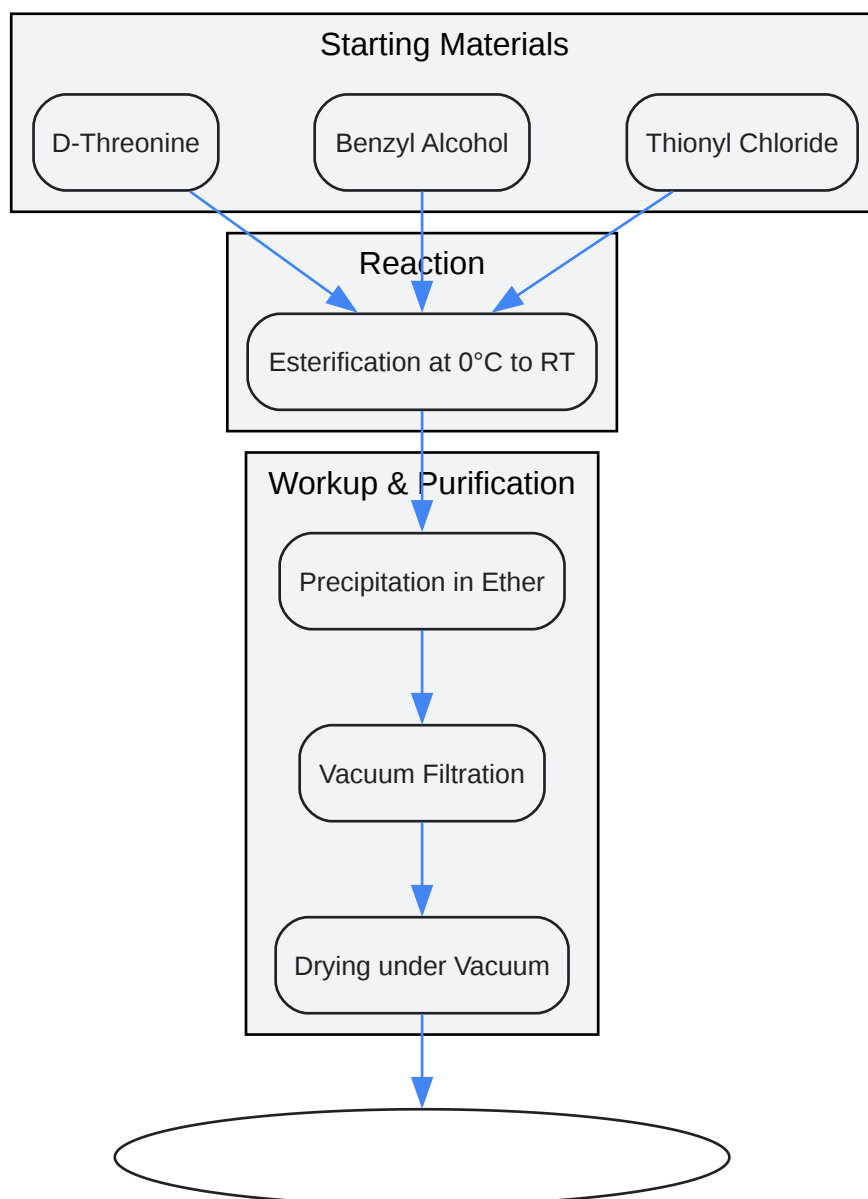 Starting Materials
D-Threonine
Benzyl Alcohol
Thionyl Chloride
Reaction
Esterification at 0°C to RT
Workup & Purification
Precipitation in Ether
Vacuum Filtration
Drying under Vacuum